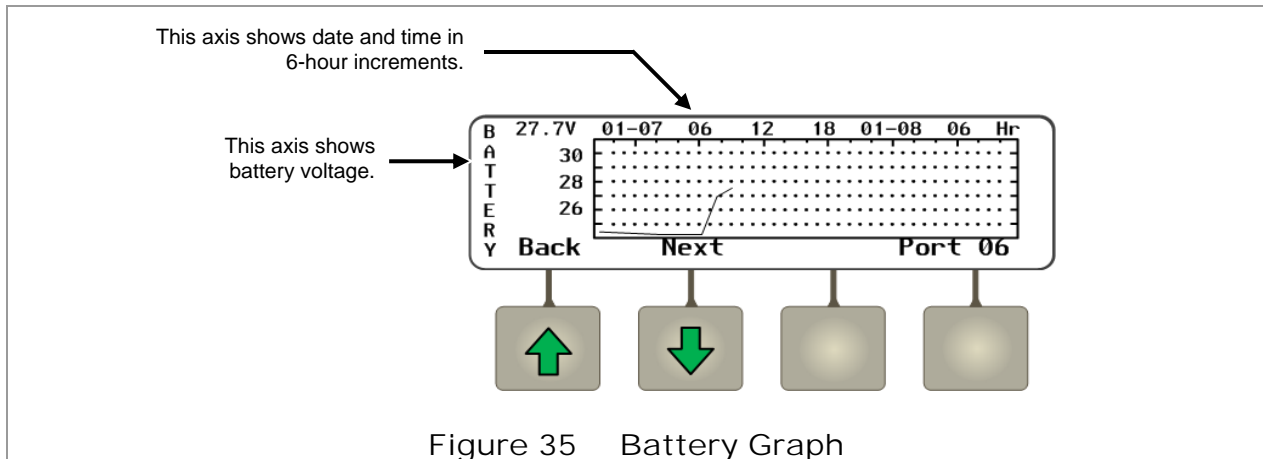 This axis shows date and time in
6-hour increments.
This axis shows
battery voltage.
BATTERY
27.7V 01-07 06 12 18 01-08 06 Hr
30
28
26
Back Next Port 06
Figure 35 Battery Graph